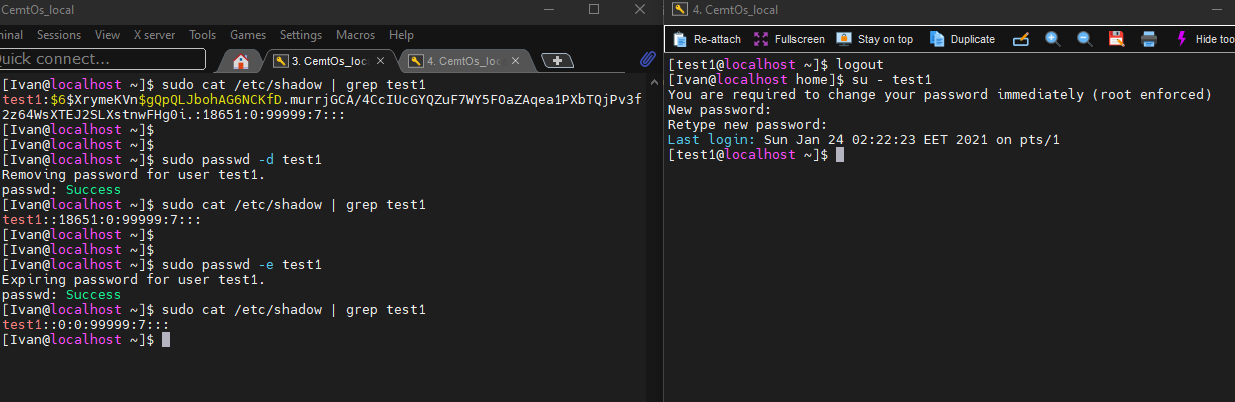 CemtOs_local
ninal Sessions View X server Tools Games Settings Macros Help
Quick connect...
3. CemtOs_loc
4. CemtOs_loc
[Ivan@localhost ~]$ sudo cat /etc/shadow | grep test1
test1:$6$XrymeKVn$gQpQLJbohAG6NCKfD.murrjGCA/4CcIUcGYQZuF7WY5FOaZAqea1PXbTQjPv3f
2z64WsXTEJ2SLXstnwFHg0i.:18651:0:99999:7:::
[Ivan@localhost ~]$
[Ivan@localhost ~]$
[Ivan@localhost ~]$ sudo passwd -d test1
Removing password for user test1.
passwd: Success
[Ivan@localhost ~]$ sudo cat /etc/shadow | grep test1
test1::18651:0:99999:7:::
[Ivan@localhost ~]$
[Ivan@localhost ~]$
[Ivan@localhost ~]$ sudo passwd -e test1
Expiring password for user test1.
passwd: Success
[Ivan@localhost ~]$ sudo cat /etc/shadow | grep test1
test1::0:0:99999:7:::
[Ivan@localhost ~]$
4. CemtOs_local
Re-attach Fullscreen Stay on top Duplicate Hide too
[test1@localhost ~]$ logout
[Ivan@localhost home]$ su - test1
You are required to change your password immediately (root enforced)
New password:
Retype new password:
Last login: Sun Jan 24 02:22:23 EET 2021 on pts/1
[test1@localhost ~]$